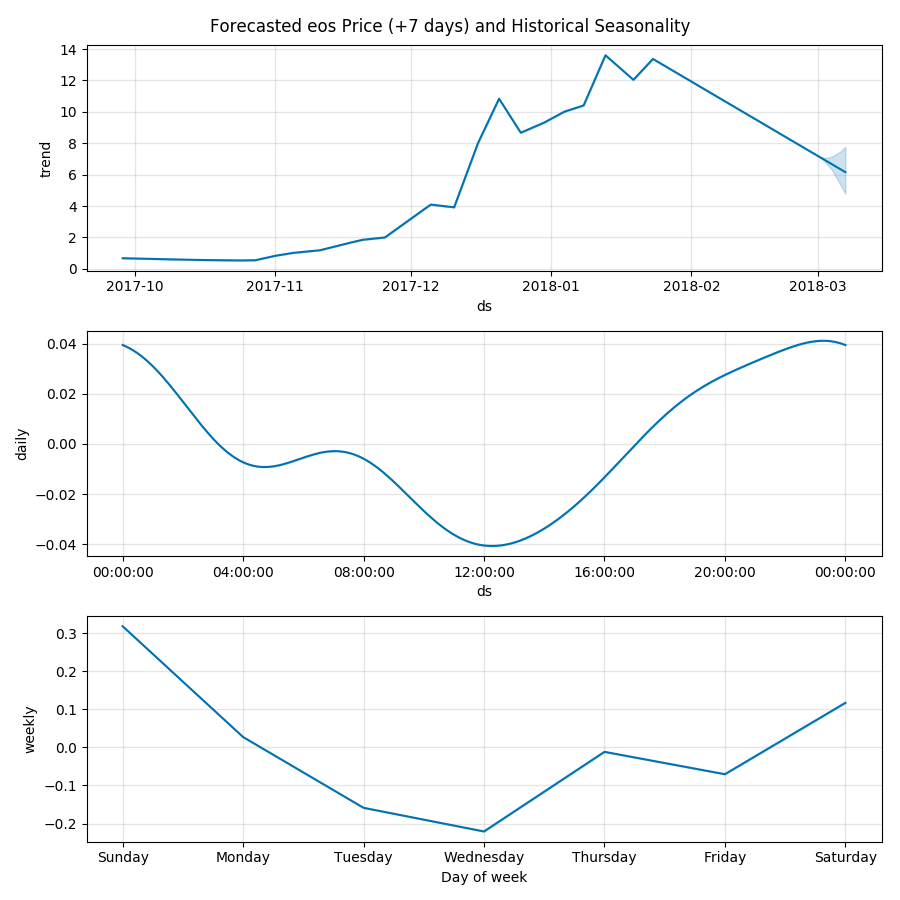 Forecasted eos Price (+7 days) and Historical Seasonality
14
12
10
8
6
4
2
0
trend
2017-10 2017-11 2017-12 2018-01 2018-02 2018-03
ds
0.04
0.02
0.00
−0.02
−0.04
daily
00:00:00 04:00:00 08:00:00 12:00:00 16:00:00 20:00:00 00:00:00
ds
0.3
0.2
0.1
0.0
−0.1
−0.2
weekly
Sunday Monday Tuesday Wednesday Thursday Friday Saturday
Day of week